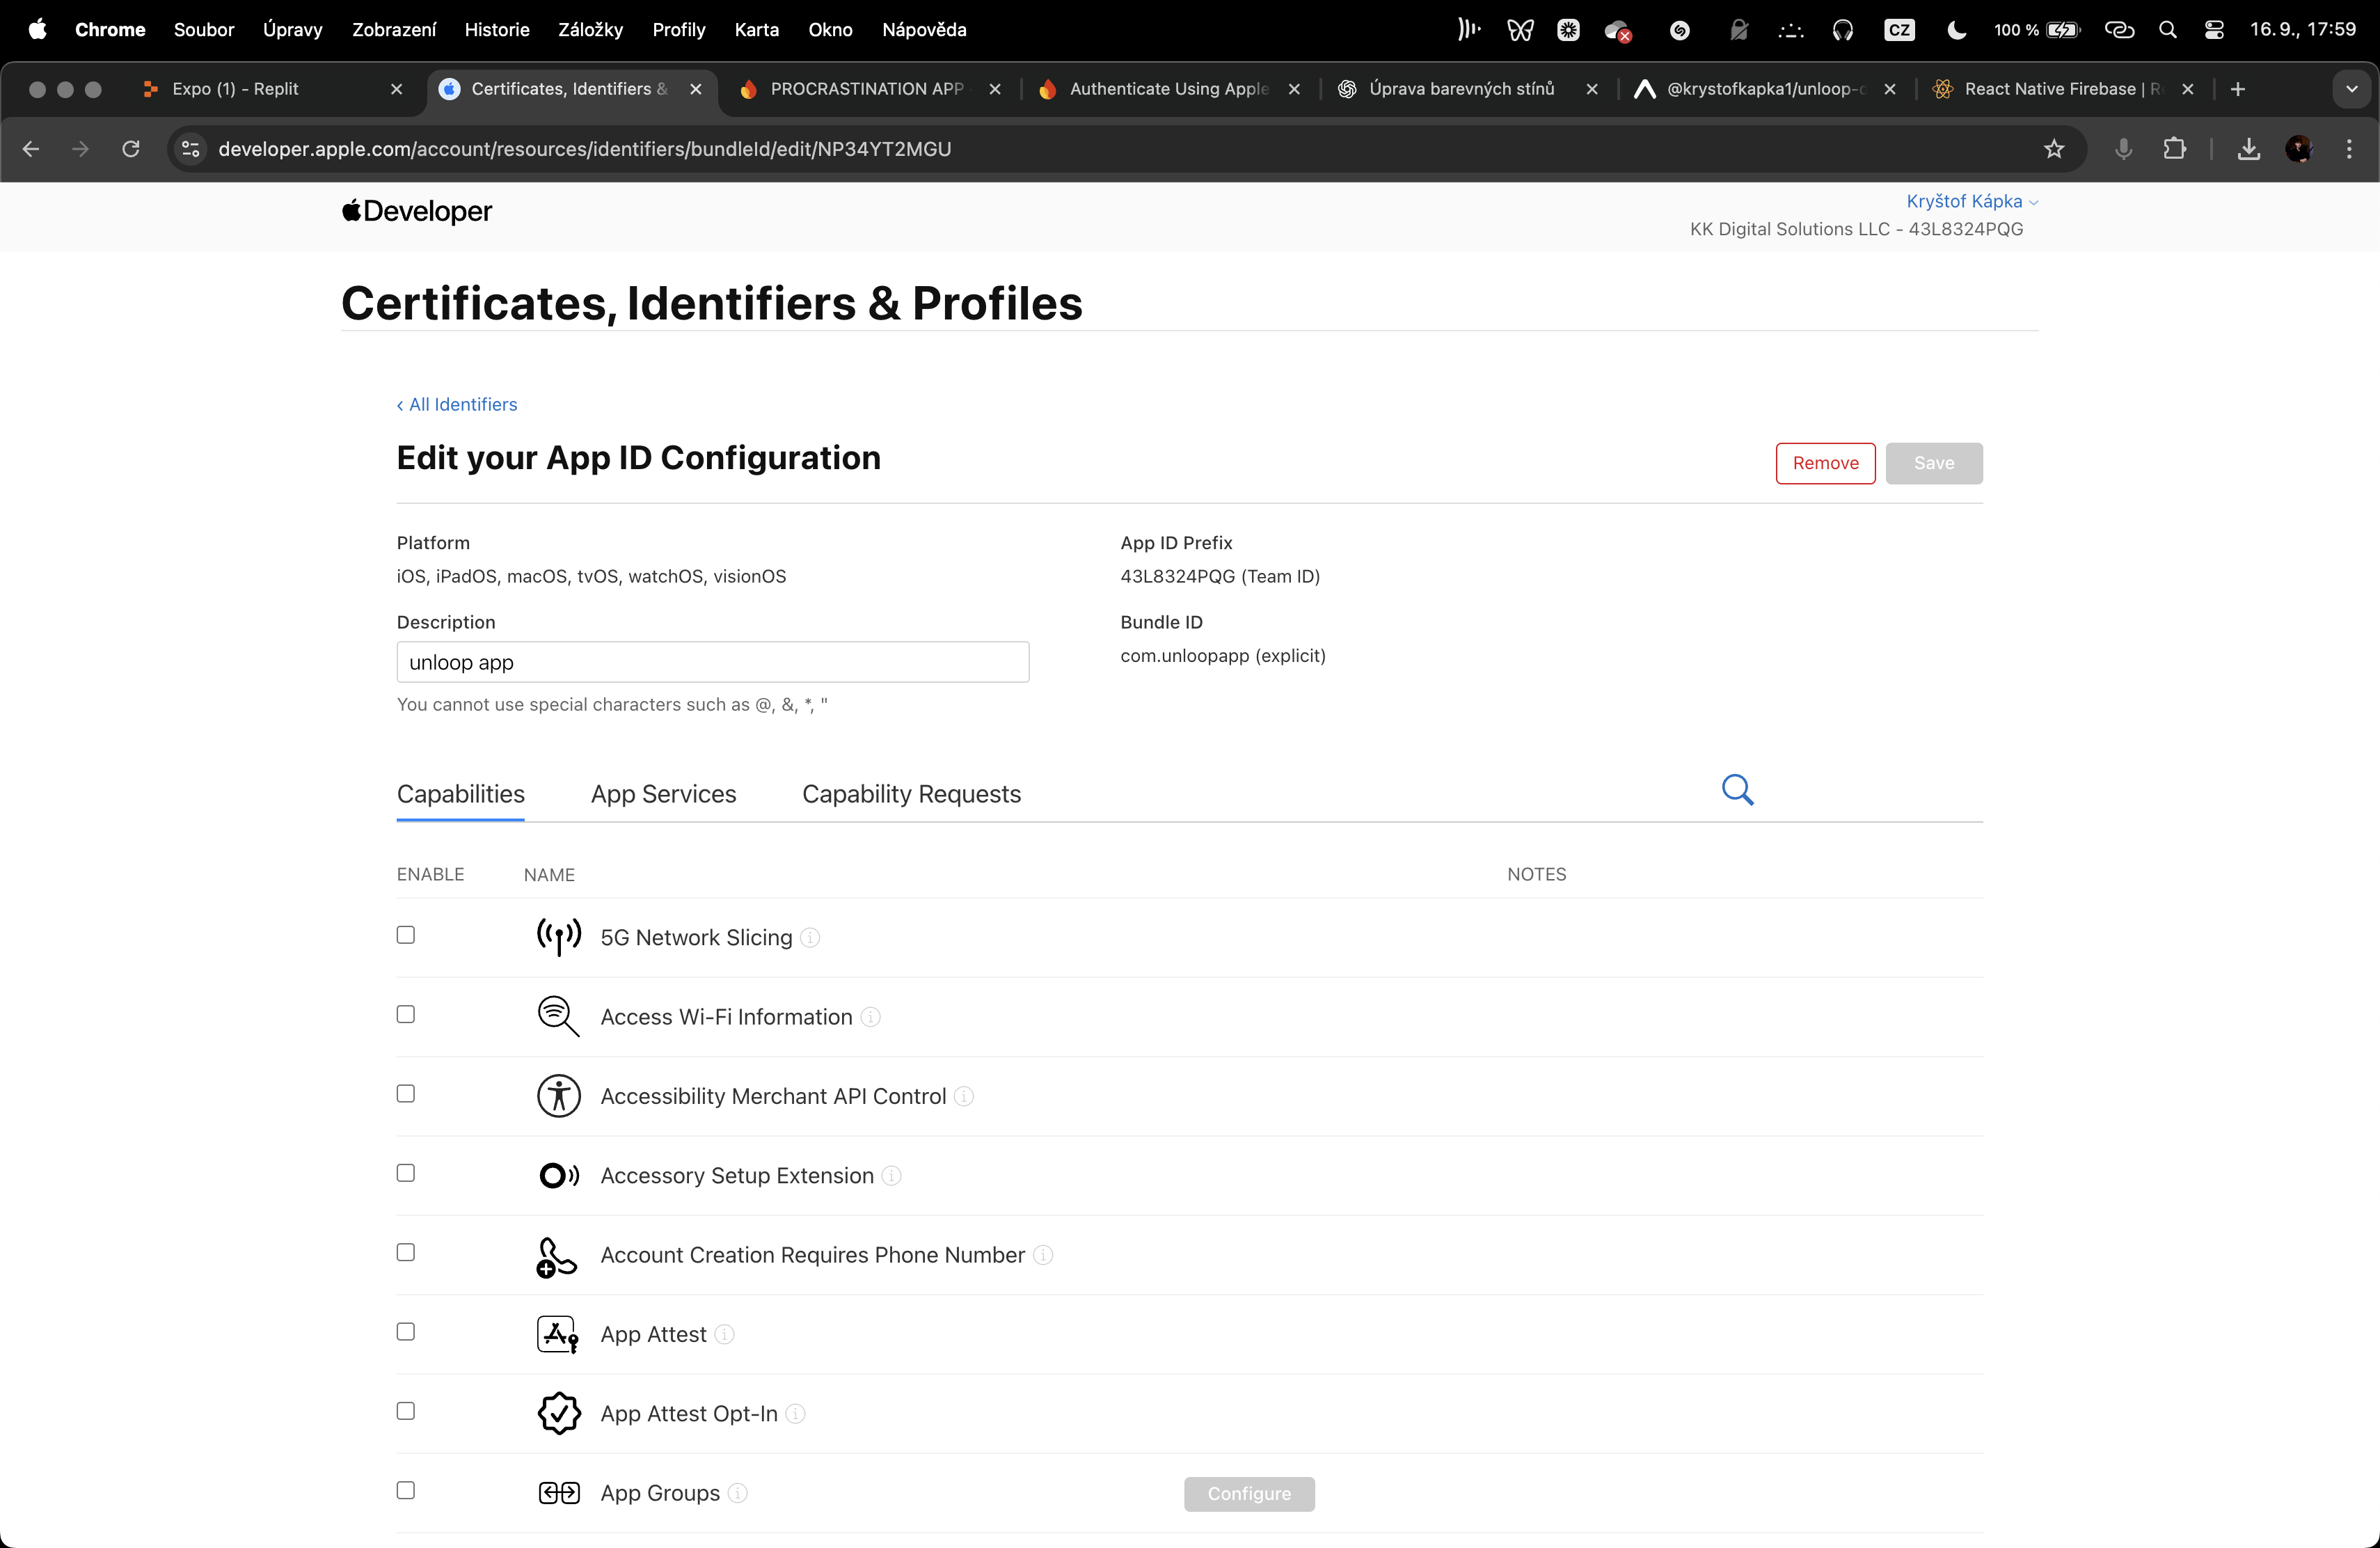 Chrome Soubor Úpravy Zobrazení Historie Záložky Profily Karta Okno Nápověda CZ 100 % 16. 9., 17:59
Expo (1) - Replit Certificates, Identifiers & PROCRASTINATION APP Authenticate Using Apple Úprava barevných stínů @krystofkapka1/unloop- React Native Firebase |
developer.apple.com/account/resources/identifiers/bundleId/edit/NP34YT2MGU
Developer
Kryštof Kápka
KK Digital Solutions LLC - 43L8324PQG
Certificates, Identifiers & Profiles
‹ All Identifiers
Edit your App ID Configuration
Remove Save
Platform
iOS, iPadOS, macOS, tvOS, watchOS, visionOS
App ID Prefix
43L8324PQG (Team ID)
Description
unloop app
You cannot use special characters such as @, &, *, "
Bundle ID
com.unloopapp (explicit)
Capabilities App Services Capability Requests
ENABLE NAME NOTES
5G Network Slicing
Access Wi-Fi Information
Accessibility Merchant API Control
Accessory Setup Extension
Account Creation Requires Phone Number
App Attest
App Attest Opt-In
App Groups Configure